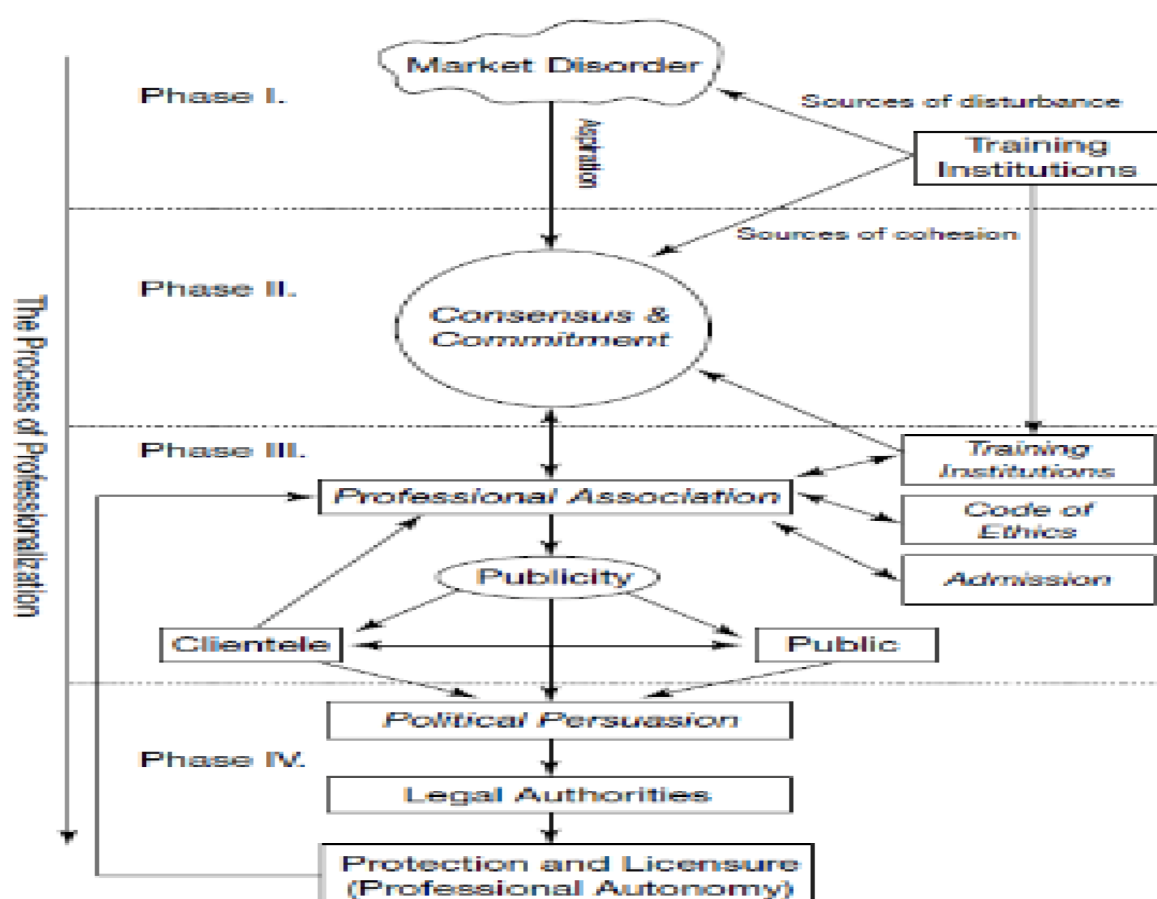 Market Disorder
Phase I.
Sources of disturbance
Aspiration
Training
Institutions
Sources of cohesion
Phase II.
Consensus &
Commitment
The Process of Professionalization
Phase III.
Training
Institutions
Professional Association
Code of
Ethics
Publicity
Admission
Clientele
Public
Political Persuasion
Phase IV.
Legal Authorities
Protection and Licensure
(Professional Autonomy)